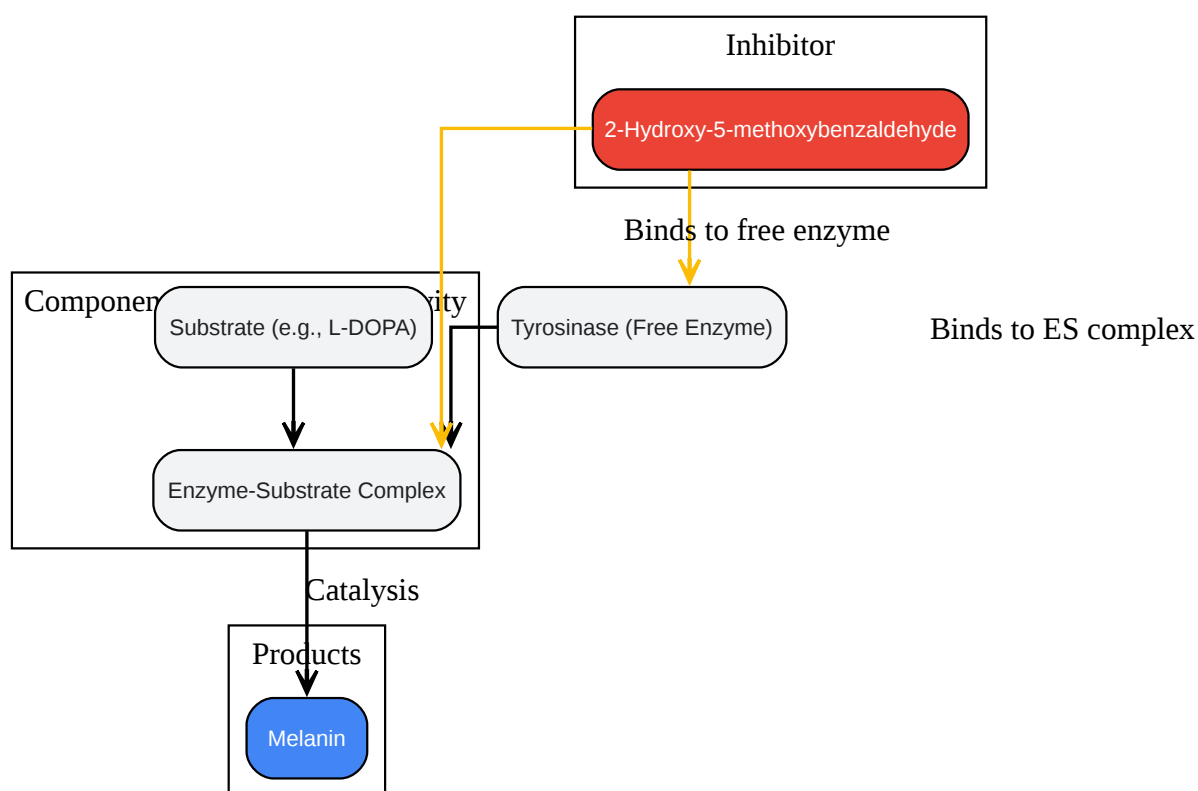 Inhibitor
2-Hydroxy-5-methoxybenzaldehyde
Binds to free enzyme
Substrate (e.g., L-DOPA)
Tyrosinase (Free Enzyme)
Binds to ES complex
Enzyme-Substrate Complex
Catalysis
Products
Melanin